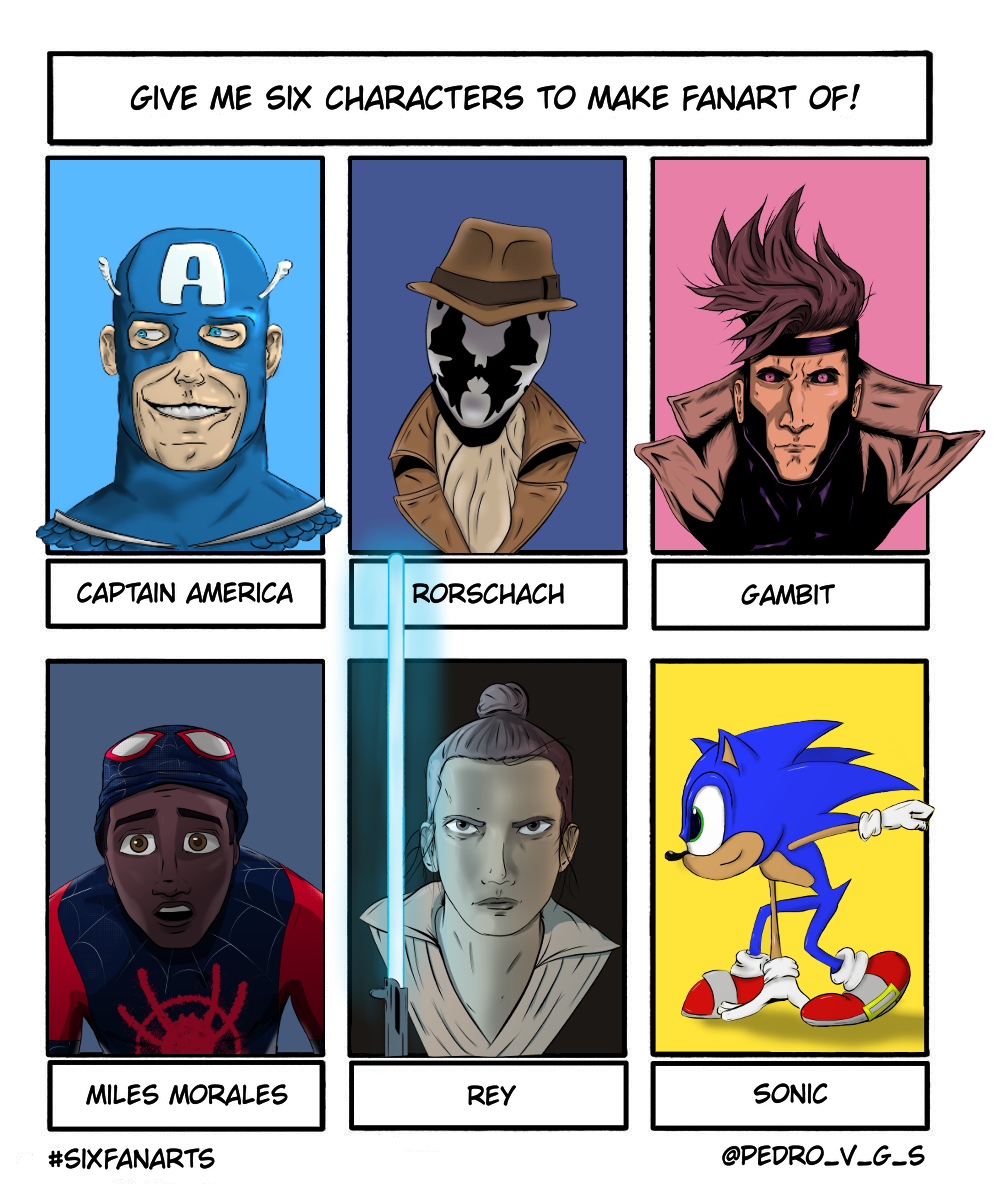 GIVE ME SIX CHARACTERS TO MAKE FANART OF!
A
CAPTAIN AMERICA
RORSCHACH
GAMBIT
MILES MORALES
REY
SONIC
#SIXFANARTS
@PEDRO_V_G_S